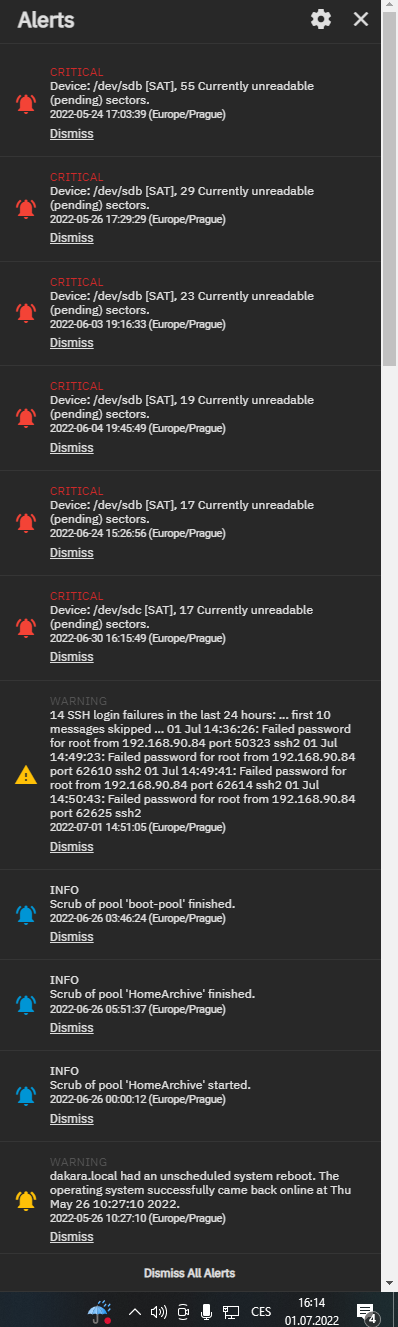 Alerts
CRITICAL
Device: /dev/sdb [SAT], 55 Currently unreadable
(pending) sectors.
2022-05-24 17:03:39 (Europe/Prague)
Dismiss
CRITICAL
Device: /dev/sdb [SAT], 29 Currently unreadable
(pending) sectors.
2022-05-26 17:29:29 (Europe/Prague)
Dismiss
CRITICAL
Device: /dev/sdb [SAT], 23 Currently unreadable
(pending) sectors.
2022-06-03 19:16:33 (Europe/Prague)
Dismiss
CRITICAL
Device: /dev/sdb [SAT], 19 Currently unreadable
(pending) sectors.
2022-06-04 19:45:49 (Europe/Prague)
Dismiss
CRITICAL
Device: /dev/sdb [SAT], 17 Currently unreadable
(pending) sectors.
2022-06-24 15:26:56 (Europe/Prague)
Dismiss
CRITICAL
Device: /dev/sdc [SAT], 17 Currently unreadable
(pending) sectors.
2022-06-30 16:15:49 (Europe/Prague)
Dismiss
WARNING
14 SSH login failures in the last 24 hours: ... first 10
messages skipped ... 01 Jul 14:36:26: Failed password
for root from 192.168.90.84 port 50323 ssh2 01 Jul
14:49:23: Failed password for root from 192.168.90.84
port 62610 ssh2 01 Jul 14:49:41: Failed password for
root from 192.168.90.84 port 62614 ssh2 01 Jul
14:50:43: Failed password for root from 192.168.90.84
port 62625 ssh2
2022-07-01 14:51:05 (Europe/Prague)
Dismiss
INFO
Scrub of pool 'boot-pool' finished.
2022-06-26 03:46:24 (Europe/Prague)
Dismiss
INFO
Scrub of pool 'HomeArchive' finished.
2022-06-26 05:51:37 (Europe/Prague)
Dismiss
INFO
Scrub of pool 'HomeArchive' started.
2022-06-26 00:00:12 (Europe/Prague)
Dismiss
WARNING
dakara.local had an unscheduled system reboot. The
operating system successfully came back online at Thu
May 26 10:27:10 2022.
2022-05-26 10:27:10 (Europe/Prague)
Dismiss
Dismiss All Alerts
CES
16:14
01.07.2022
4